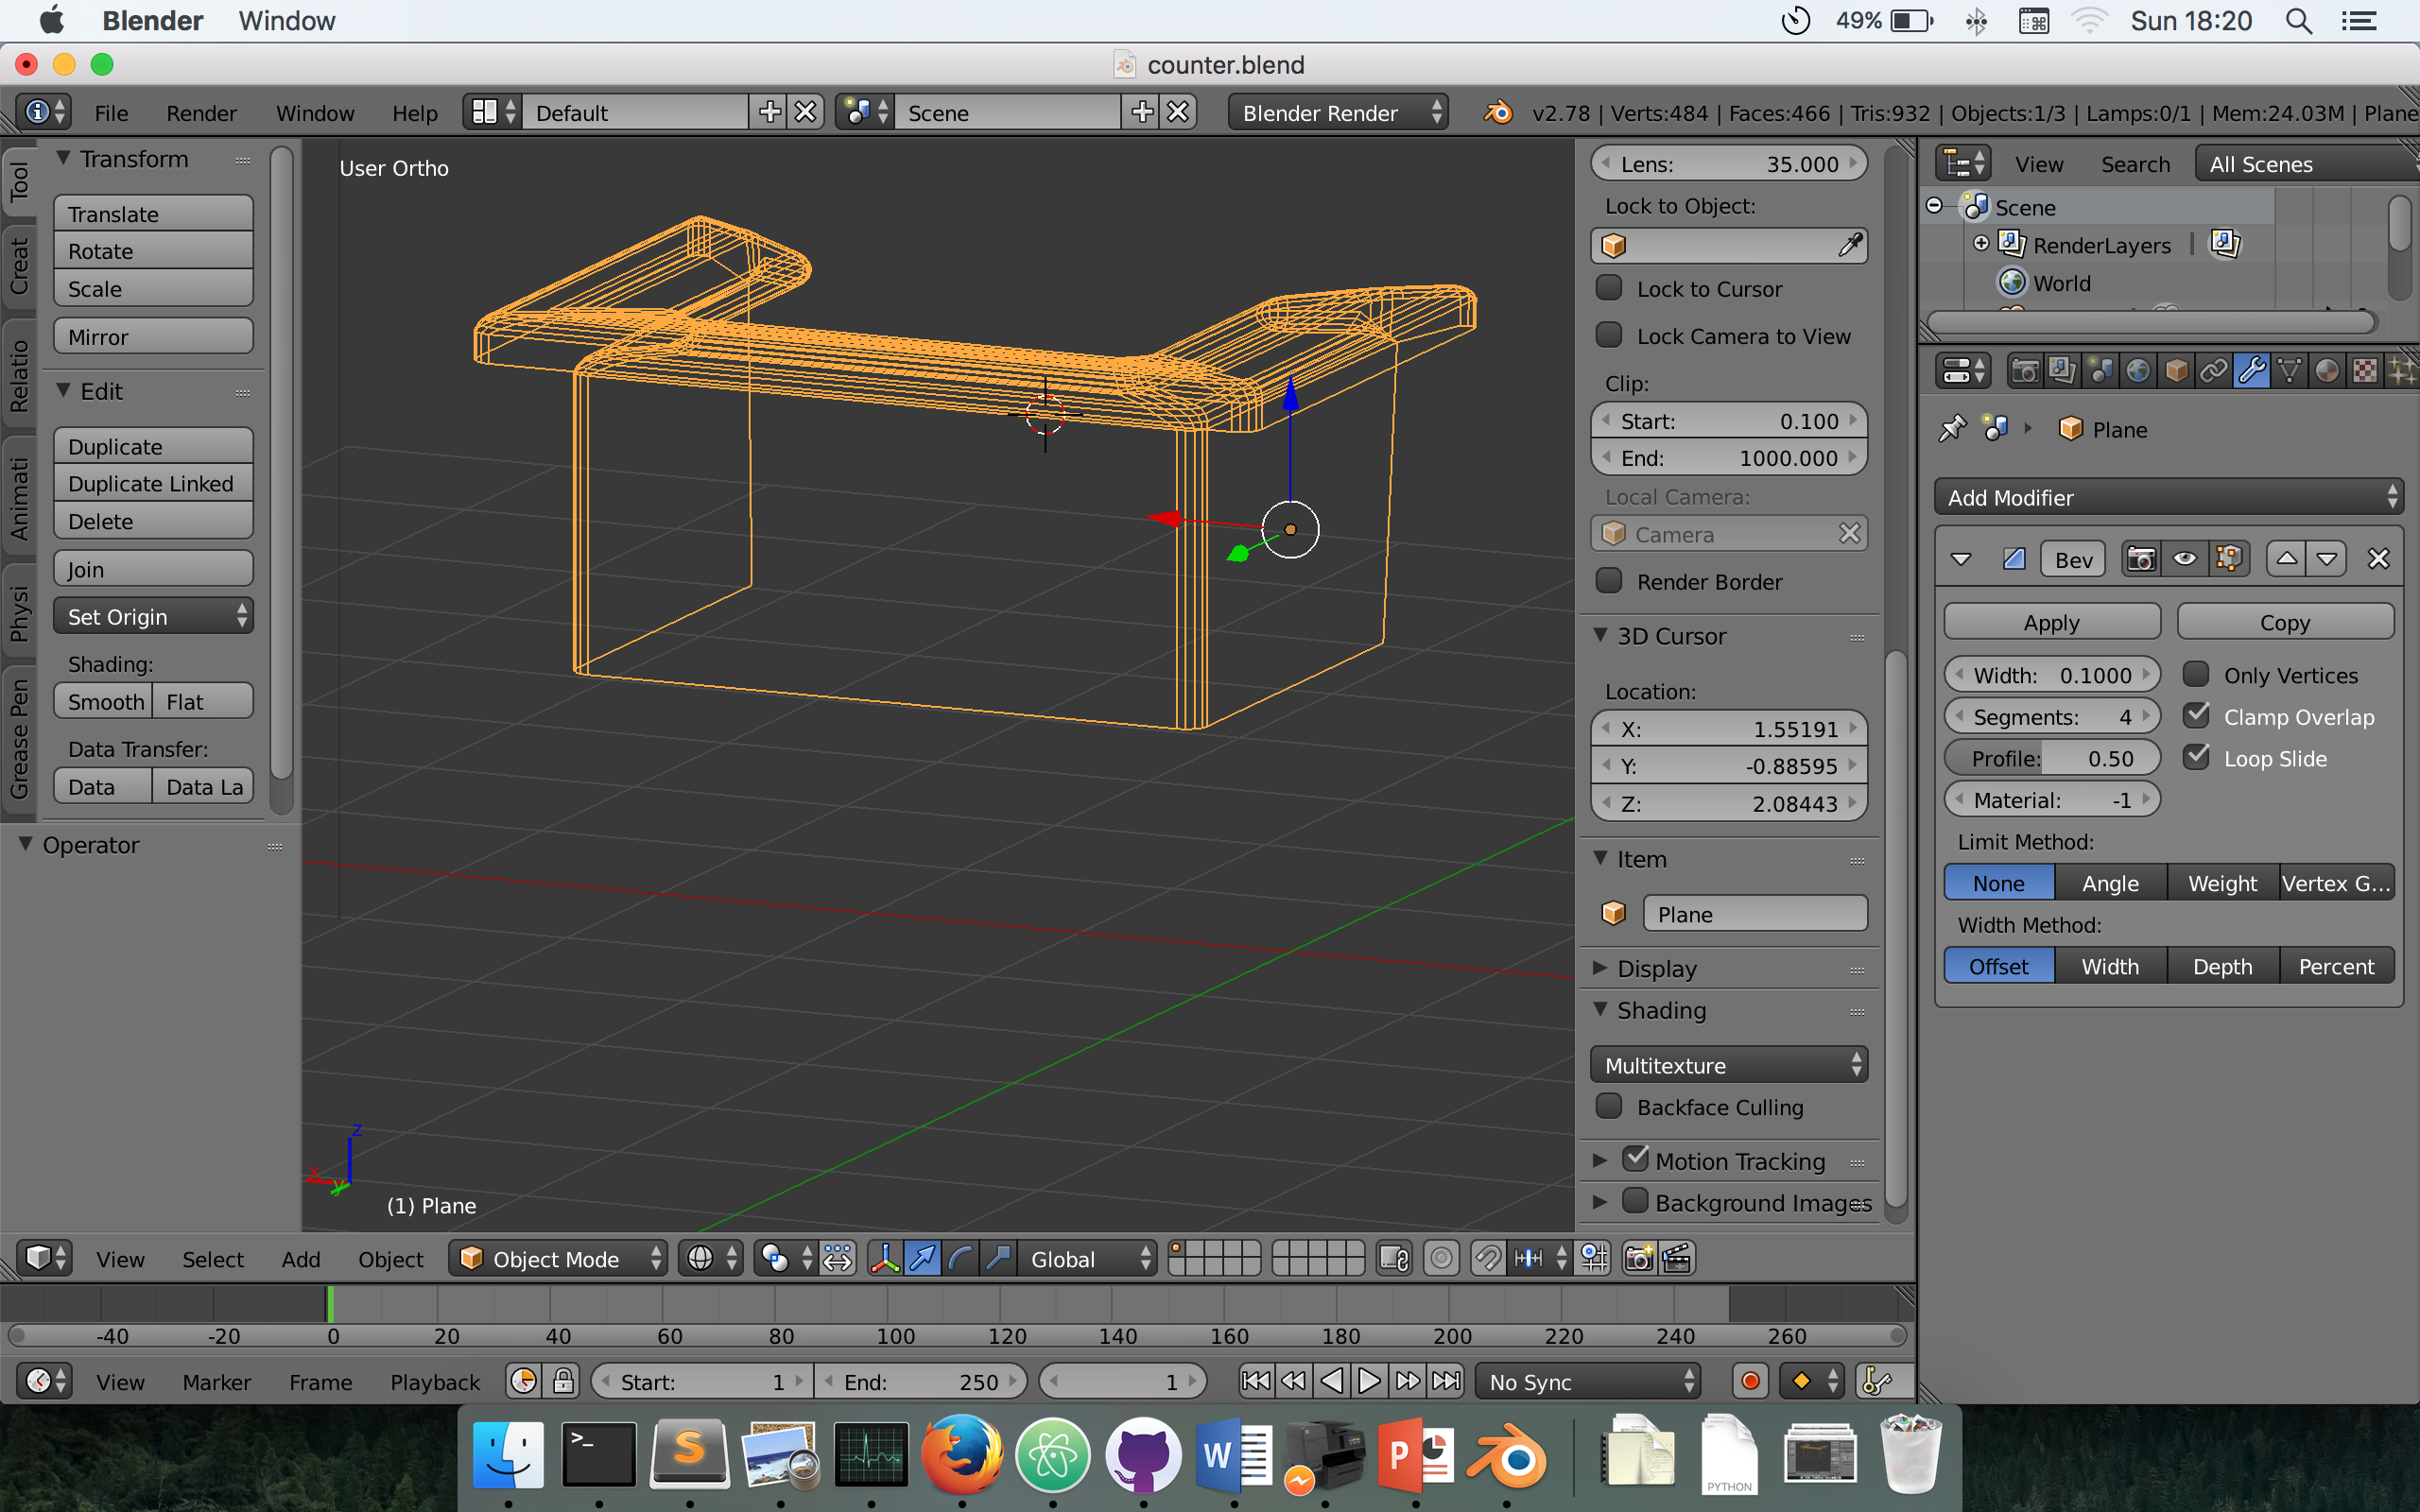 Blender Window 49% Sun 18:20
counter.blend
File Render Window Help Default Scene Blender Render v2.78 | Verts:484 | Faces:466 | Tris:932 | Objects:1/3 | Lamps:0/1 | Mem:24.03M | Plane
Tool
Creat
Relatio
Animati
Physi
Grease Pen
Transform
Translate
Rotate
Scale
Mirror
Edit
Duplicate
Duplicate Linked
Delete
Join
Set Origin
Shading:
Smooth Flat
Data Transfer:
Data Data La
Operator
User Ortho
z
x
y
(1) Plane
Lens: 35.000
Lock to Object:
Lock to Cursor
Lock Camera to View
Clip:
Start: 0.100
End: 1000.000
Local Camera:
Camera
Render Border
3D Cursor
Location:
X: 1.55191
Y: -0.88595
Z: 2.08443
Item
Plane
Display
Shading
Multitexture
Backface Culling
Motion Tracking
Background Images
View Search All Scenes
Scene
RenderLayers |
World
Plane
Add Modifier
Bev
Apply Copy
Width: 0.1000 Only Vertices
Segments: 4 Clamp Overlap
Profile: 0.50 Loop Slide
Material: -1
Limit Method:
None Angle Weight Vertex G...
Width Method:
Offset Width Depth Percent
View Select Add Object Object Mode Global
-40 -20 0 20 40 60 80 100 120 140 160 180 200 220 240 260
View Marker Frame Playback Start: 1 End: 250 1 No Sync
>_ S W P
PYTHON